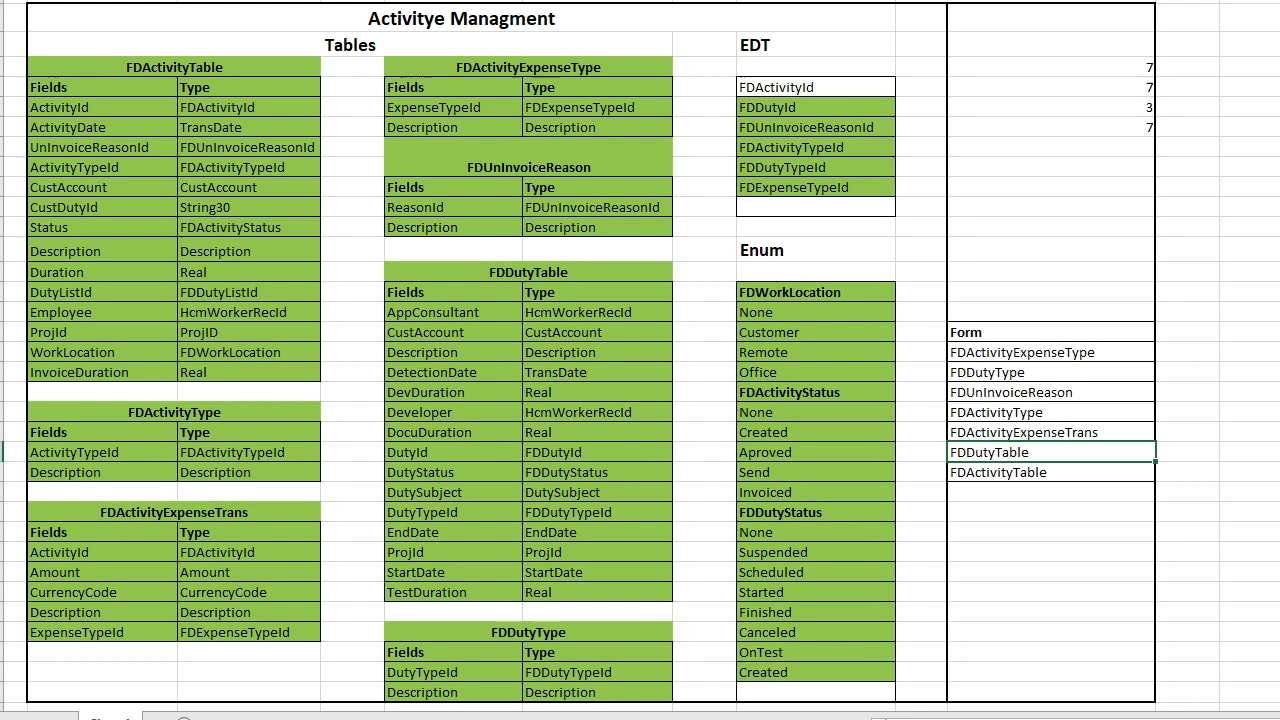 Activitye Managment
Tables
EDT
FDActivityTable
Fields Type
ActivityId FDActivityId
ActivityDate TransDate
UnInvoiceReasonId FDUnInvoiceReasonId
ActivityTypeId FDActivityTypeId
CustAccount CustAccount
CustDutyId String30
Status FDActivityStatus
Description Description
Duration Real
DutyListId FDDutyListId
Employee HcmWorkerRecId
ProjId ProjID
WorkLocation FDWorkLocation
InvoiceDuration Real
FDActivityType
Fields Type
ActivityTypeId FDActivityTypeId
Description Description
FDActivityExpenseTrans
Fields Type
ActivityId FDActivityId
Amount Amount
CurrencyCode CurrencyCode
Description Description
ExpenseTypeId FDExpenseTypeId
FDActivityExpenseType
Fields Type
ExpenseTypeId FDExpenseTypeId
Description Description
FDUnInvoiceReason
Fields Type
ReasonId FDUnInvoiceReasonId
Description Description
FDDutyTable
Fields Type
AppConsultant HcmWorkerRecId
CustAccount CustAccount
Description Description
DetectionDate TransDate
DevDuration Real
Developer HcmWorkerRecId
DocuDuration Real
DutyId FDDutyId
DutyStatus FDDutyStatus
DutySubject DutySubject
DutyTypeId FDDutyTypeId
EndDate EndDate
ProjId ProjId
StartDate StartDate
TestDuration Real
FDDutyType
Fields Type
DutyTypeId FDDutyTypeId
Description Description
FDActivityId
FDDutyId
FDUnInvoiceReasonId
FDActivityTypeId
FDDutyTypeId
FDExpenseTypeId
Enum
FDWorkLocation
None
Customer
Remote
Office
FDActivityStatus
None
Created
Aproved
Send
Invoiced
FDDutyStatus
None
Suspended
Scheduled
Started
Finished
Canceled
OnTest
Created
7
7
3
7
Form
FDActivityExpenseType
FDDutyType
FDUnInvoiceReason
FDActivityType
FDActivityExpenseTrans
FDDutyTable
FDActivityTable